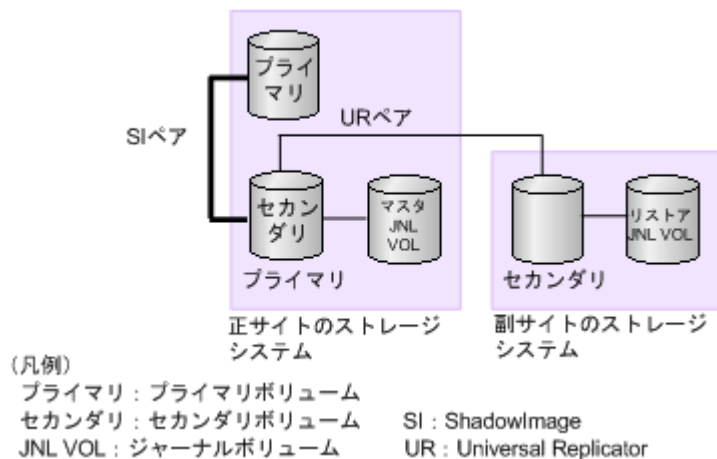 プライ
マリ
URペア
SIペア
セカン
ダリ
マスタ
JNL
VOL
リストア
JNL VOL
プライマリ
セカンダリ
正サイトのストレージ
システム
副サイトのストレージ
システム
(凡例)
プライマリ:プライマリボリューム
セカンダリ:セカンダリボリューム
SI:ShadowImage
JNL VOL:ジャーナルボリューム
UR:Universal Replicator